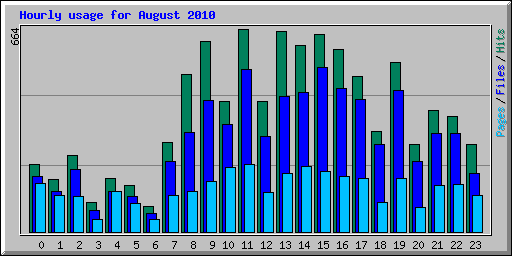 Hourly usage for August 2010
664
Pages/Files/Hits
0 1 2 3 4 5 6 7 8 9 10 11 12 13 14 15 16 17 18 19 20 21 22 23